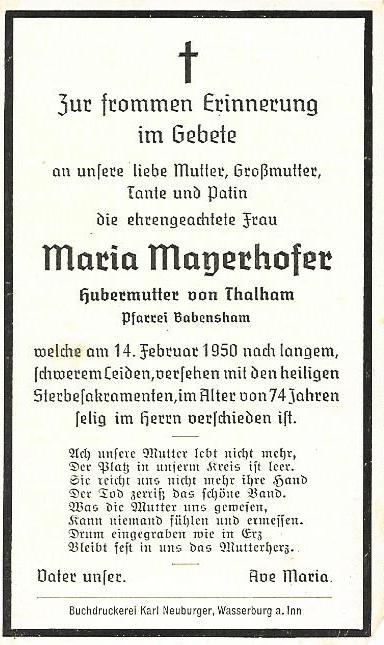 Zur frommen Erinnerung
im Gebete
an unsere liebe Mutter, Großmutter,
Tante und Patin
die ehrengeachtete Frau
Maria Mayerhofer
Hubermutter von Thalham
Pfarrei Babensham
welche am 14. Februar 1950 nach langem,
schwerem Leiden, versehen mit den heiligen
Sterbesakramenten, im Alter von 74 Jahren
selig im Herrn verschieden ist.
Ach unsere Mutter lebt nicht mehr,
Der Platz in unserm Kreis ist leer.
Sie reicht uns nicht mehr ihre Hand
Der Tod zerriß das schöne Band.
Was die Mutter uns gewesen,
Kann niemand fühlen und ermessen.
Drum eingegraben wie in Erz
Bleibt fest in uns das Mutterherz.
Vater unser. Ave Maria.
Buchdruckerei Karl Neuburger, Wasserburg a. Inn